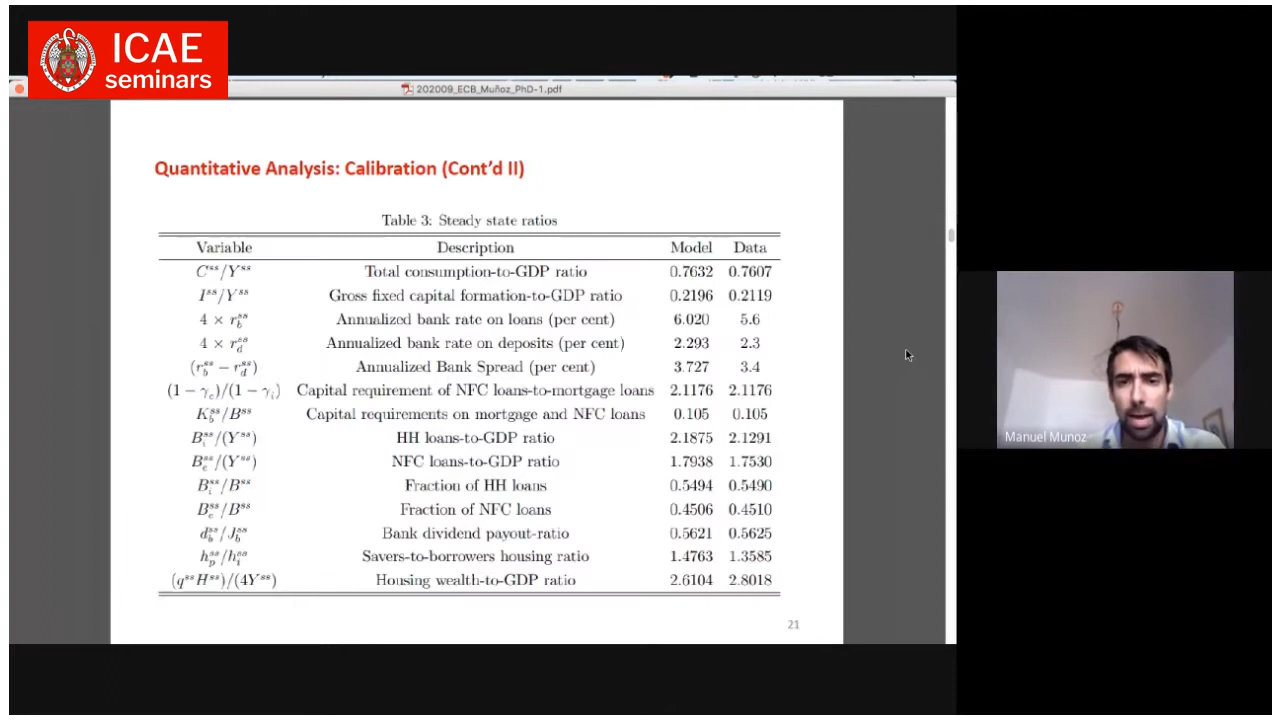 ICAE
seminars
202009_ECB_Muñoz_PhD-1.pdf
Quantitative Analysis: Calibration (Cont'd II)
Table 3: Steady state ratios
Variable Description Model Data
C^ss/Y^ss Total consumption-to-GDP ratio 0.7632 0.7607
I^ss/Y^ss Gross fixed capital formation-to-GDP ratio 0.2196 0.2119
4 × r_b^ss Annualized bank rate on loans (per cent) 6.020 5.6
4 × r_d^ss Annualized bank rate on deposits (per cent) 2.293 2.3
(r_b^ss − r_d^ss) Annualized Bank Spread (per cent) 3.727 3.4
(1 − γ_e)/(1 − γ_i) Capital requirement of NFC loans-to-mortgage loans 2.1176 2.1176
K_b^ss/B^ss Capital requirements on mortgage and NFC loans 0.105 0.105
B_i^ss/(Y^ss) HH loans-to-GDP ratio 2.1875 2.1291
B_e^ss/(Y^ss) NFC loans-to-GDP ratio 1.7938 1.7530
B_i^ss/B^ss Fraction of HH loans 0.5494 0.5490
B_e^ss/B^ss Fraction of NFC loans 0.4506 0.4510
d_b^ss/J_b^ss Bank dividend payout-ratio 0.5621 0.5625
h_p^ss/h_i^ss Savers-to-borrowers housing ratio 1.4763 1.3585
(q^ss H^ss)/(4Y^ss) Housing wealth-to-GDP ratio 2.6104 2.8018
21
Manuel Munoz